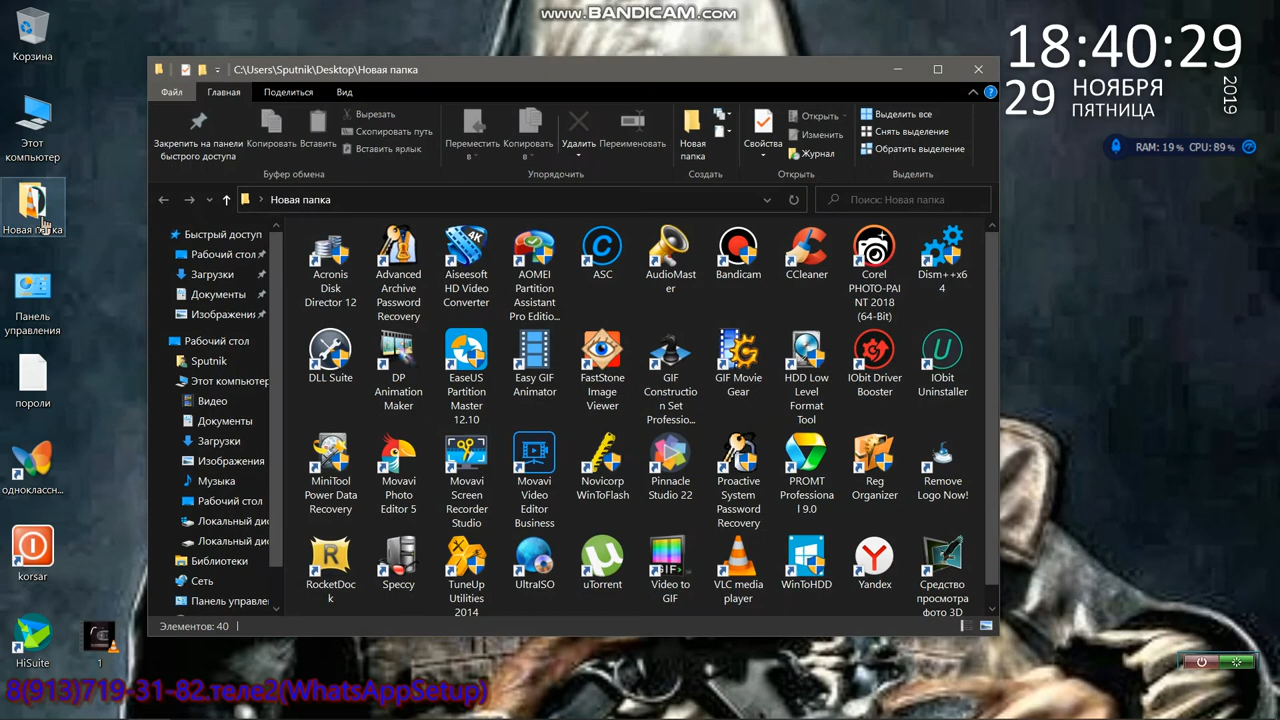 www.BANDICAM.com
18:40:29
29
НОЯБРЯ
ПЯТНИЦА
2019
RAM: 19 % CPU: 89 %
Корзина
Этот
компьютер
Новая папка
Панель
управления
пороли
одноклассн...
korsar
HiSuite
1
C:\Users\Sputnik\Desktop\Новая папка
Файл Главная Поделиться Вид
Закрепить на панели
быстрого доступа
Копировать
Вставить
Вырезать
Скопировать путь
Вставить ярлык
Буфер обмена
Переместить
в
Копировать
в
Удалить
Переименовать
Упорядочить
Новая
папка
Создать
Свойства
Открыть
Изменить
Журнал
Открыть
Выделить все
Снять выделение
Обратить выделение
Выделить
Новая папка
Поиск: Новая папка
Быстрый доступ
Рабочий стол
Загрузки
Документы
Изображения
Рабочий стол
Sputnik
Этот компьютер
Видео
Документы
Загрузки
Изображения
Музыка
Рабочий стол
Локальный дис
Локальный дис
Библиотеки
Сеть
Панель управле
Acronis
Disk
Director 12
Advanced
Archive
Password
Recovery
Aiseesoft
HD Video
Converter
AOMEI
Partition
Assistant
Pro Editio...
ASC
AudioMast
er
Bandicam
CCleaner
Corel
PHOTO-PAI
NT 2018
(64-Bit)
Dism++x6
4
DLL Suite
DP
Animation
Maker
EaseUS
Partition
Master
12.10
Easy GIF
Animator
FastStone
Image
Viewer
GIF
Constructio
n Set
Professio...
GIF Movie
Gear
HDD Low
Level
Format
Tool
IObit Driver
Booster
IObit
Uninstaller
MiniTool
Power Data
Recovery
Movavi
Photo
Editor 5
Movavi
Screen
Recorder
Studio
Movavi
Video
Editor
Business
Novicorp
WinToFlash
Pinnacle
Studio 22
Proactive
System
Password
Recovery
PROMT
Professiona
l 9.0
Reg
Organizer
Remove
Logo Now!
RocketDoc
k
Speccy
TuneUp
Utilities
2014
UltraISO
uTorrent
Video to
GIF
VLC media
player
WinToHDD
Yandex
Средство
просмотра
фото 3D
Элементов: 40
8(913)719-31-82.теле2(WhatsAppSetup)